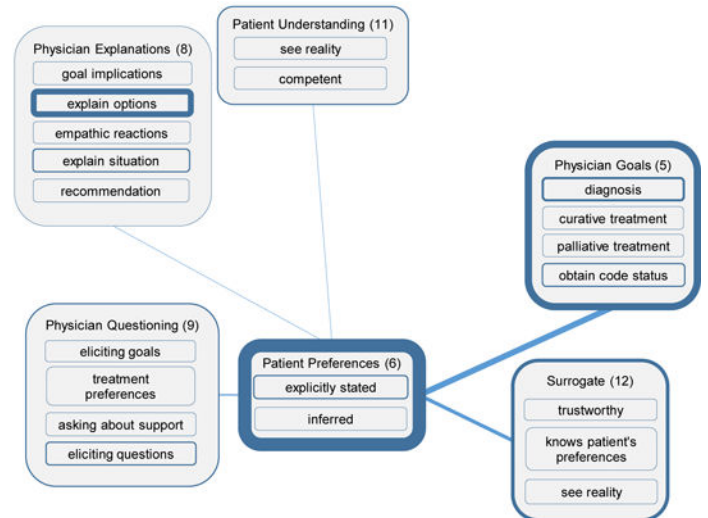 Patient Understanding (11)
see reality
competent
Physician Explanations (8)
goal implications
explain options
empathic reactions
explain situation
recommendation
Physician Goals (5)
diagnosis
curative treatment
palliative treatment
obtain code status
Physician Questioning (9)
eliciting goals
treatment
preferences
asking about support
eliciting questions
Patient Preferences (6)
explicitly stated
inferred
Surrogate (12)
trustworthy
knows patient's
preferences
see reality